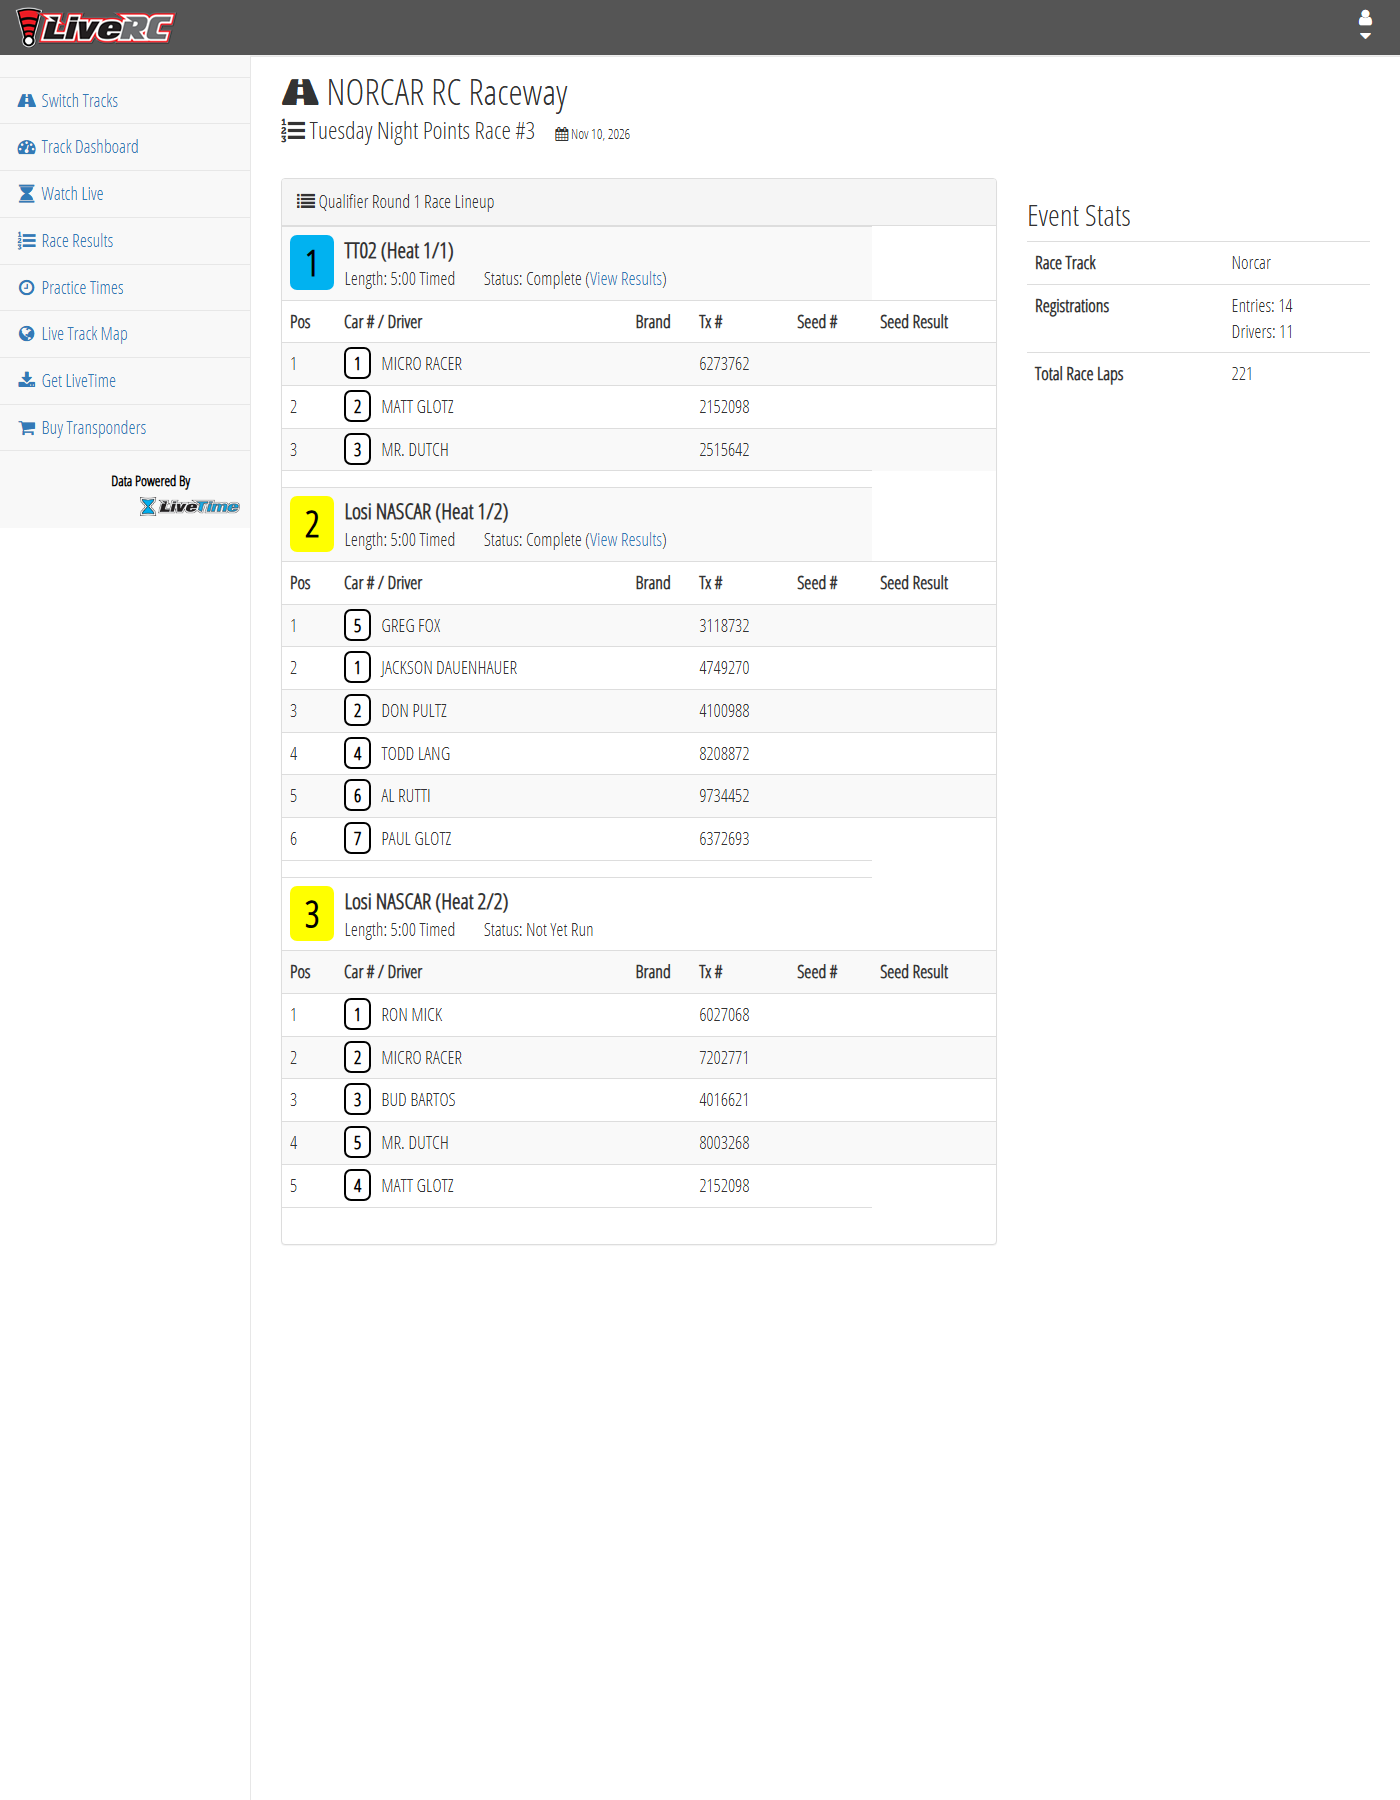 LiveRC
Switch Tracks
Track Dashboard
Watch Live
Race Results
Practice Times
Live Track Map
Get LiveTime
Buy Transponders
Data Powered By
LiveTime
NORCAR RC Raceway
Tuesday Night Points Race #3 Nov 10, 2026
Qualifier Round 1 Race Lineup
1 TT02 (Heat 1/1)
Length: 5:00 Timed Status: Complete (View Results)
Pos Car # / Driver Brand Tx # Seed # Seed Result
1 1 MICRO RACER 6273762
2 2 MATT GLOTZ 2152098
3 3 MR. DUTCH 2515642
2 Losi NASCAR (Heat 1/2)
Length: 5:00 Timed Status: Complete (View Results)
Pos Car # / Driver Brand Tx # Seed # Seed Result
1 5 GREG FOX 3118732
2 1 JACKSON DAUENHAUER 4749270
3 2 DON PULTZ 4100988
4 4 TODD LANG 8208872
5 6 AL RUTTI 9734452
6 7 PAUL GLOTZ 6372693
3 Losi NASCAR (Heat 2/2)
Length: 5:00 Timed Status: Not Yet Run
Pos Car # / Driver Brand Tx # Seed # Seed Result
1 1 RON MICK 6027068
2 2 MICRO RACER 7202771
3 3 BUD BARTOS 4016621
4 5 MR. DUTCH 8003268
5 4 MATT GLOTZ 2152098
Event Stats
Race Track Norcar
Registrations Entries: 14
Drivers: 11
Total Race Laps 221